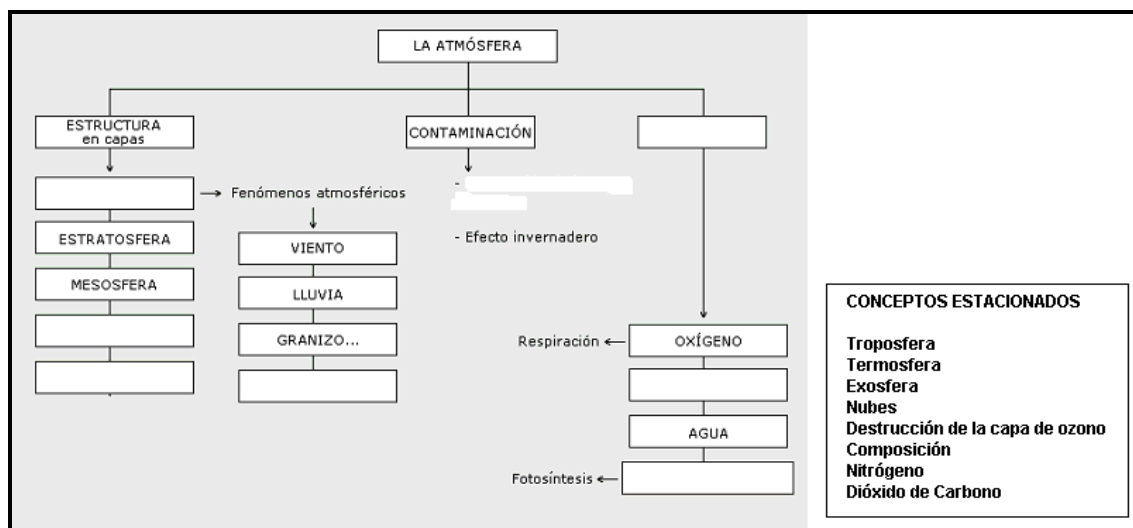 LA ATMÓSFERA
ESTRUCTURA
en capas
CONTAMINACIÓN
Fenómenos atmosféricos
-
ESTRATOSFERA
VIENTO
- Efecto invernadero
MESOSFERA
LLUVIA
GRANIZO...
Respiración
OXÍGENO
AGUA
Fotosíntesis
CONCEPTOS ESTACIONADOS
Troposfera
Termosfera
Exosfera
Nubes
Destrucción de la capa de ozono
Composición
Nitrógeno
Dióxido de Carbono